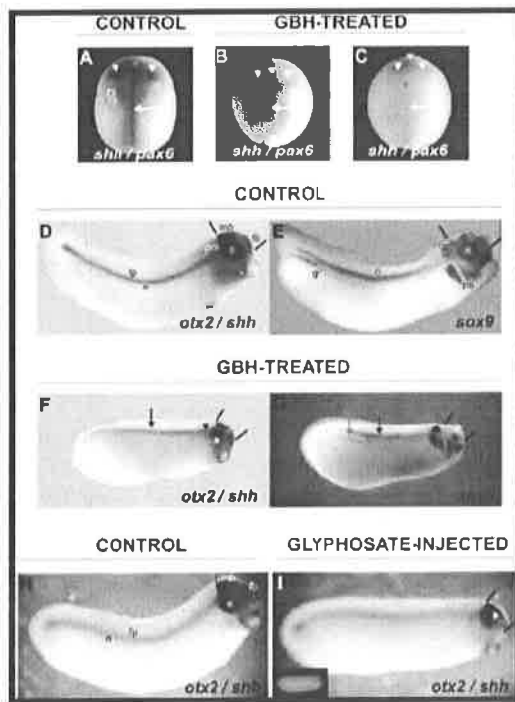 CONTROL GBH-TREATED
A B C
shh / pax6 shh / pax6 shh / pax6
CONTROL
D E
otx2 / shh sox9
GBH-TREATED
F
otx2 / shh
CONTROL GLYPHOSATE-INJECTED
I
otx2 / shh otx2 / shh